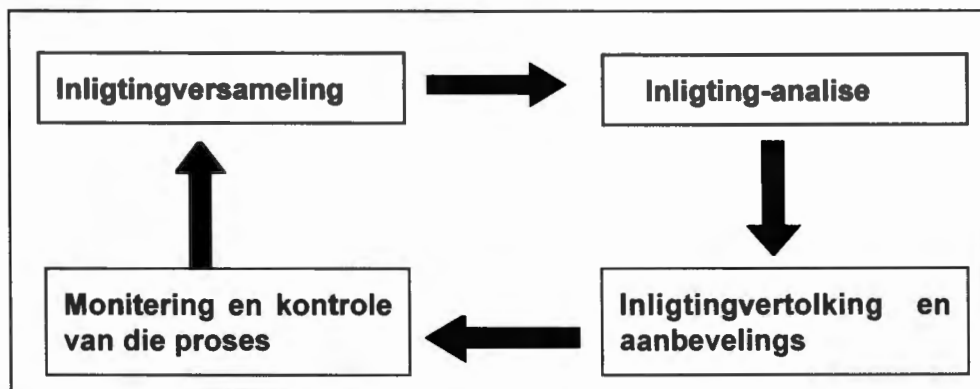 Inligtingversameling
Inligting-analise
Monitering en kontrole
van die proses
Inligtingvertolking en
aanbevelings